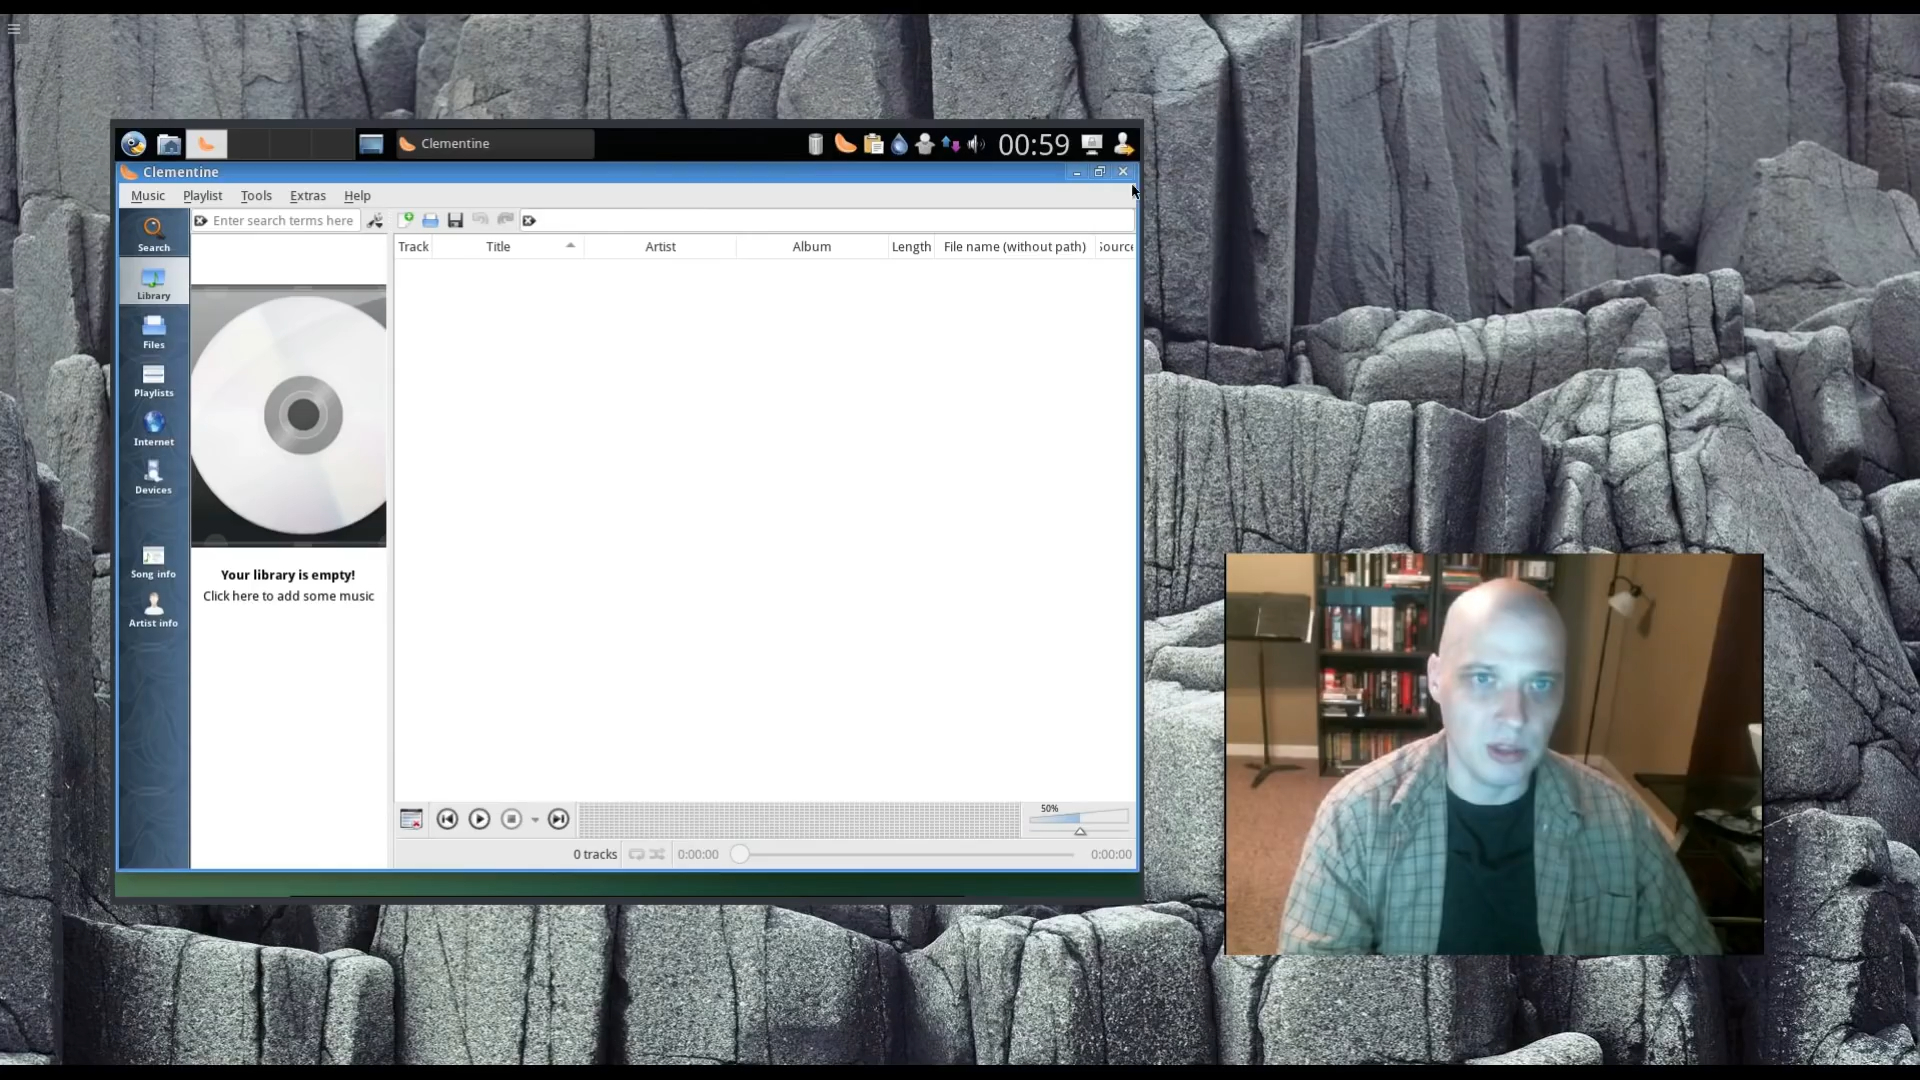 Clementine
00:59
Clementine
Music Playlist Tools Extras Help
Enter search terms here
Search
Track Title Artist Album Length File name (without path) Source
Library
Files
Playlists
Internet
Devices
Song info
Artist info
Your library is empty!
Click here to add some music
50%
0 tracks 0:00:00 0:00:00